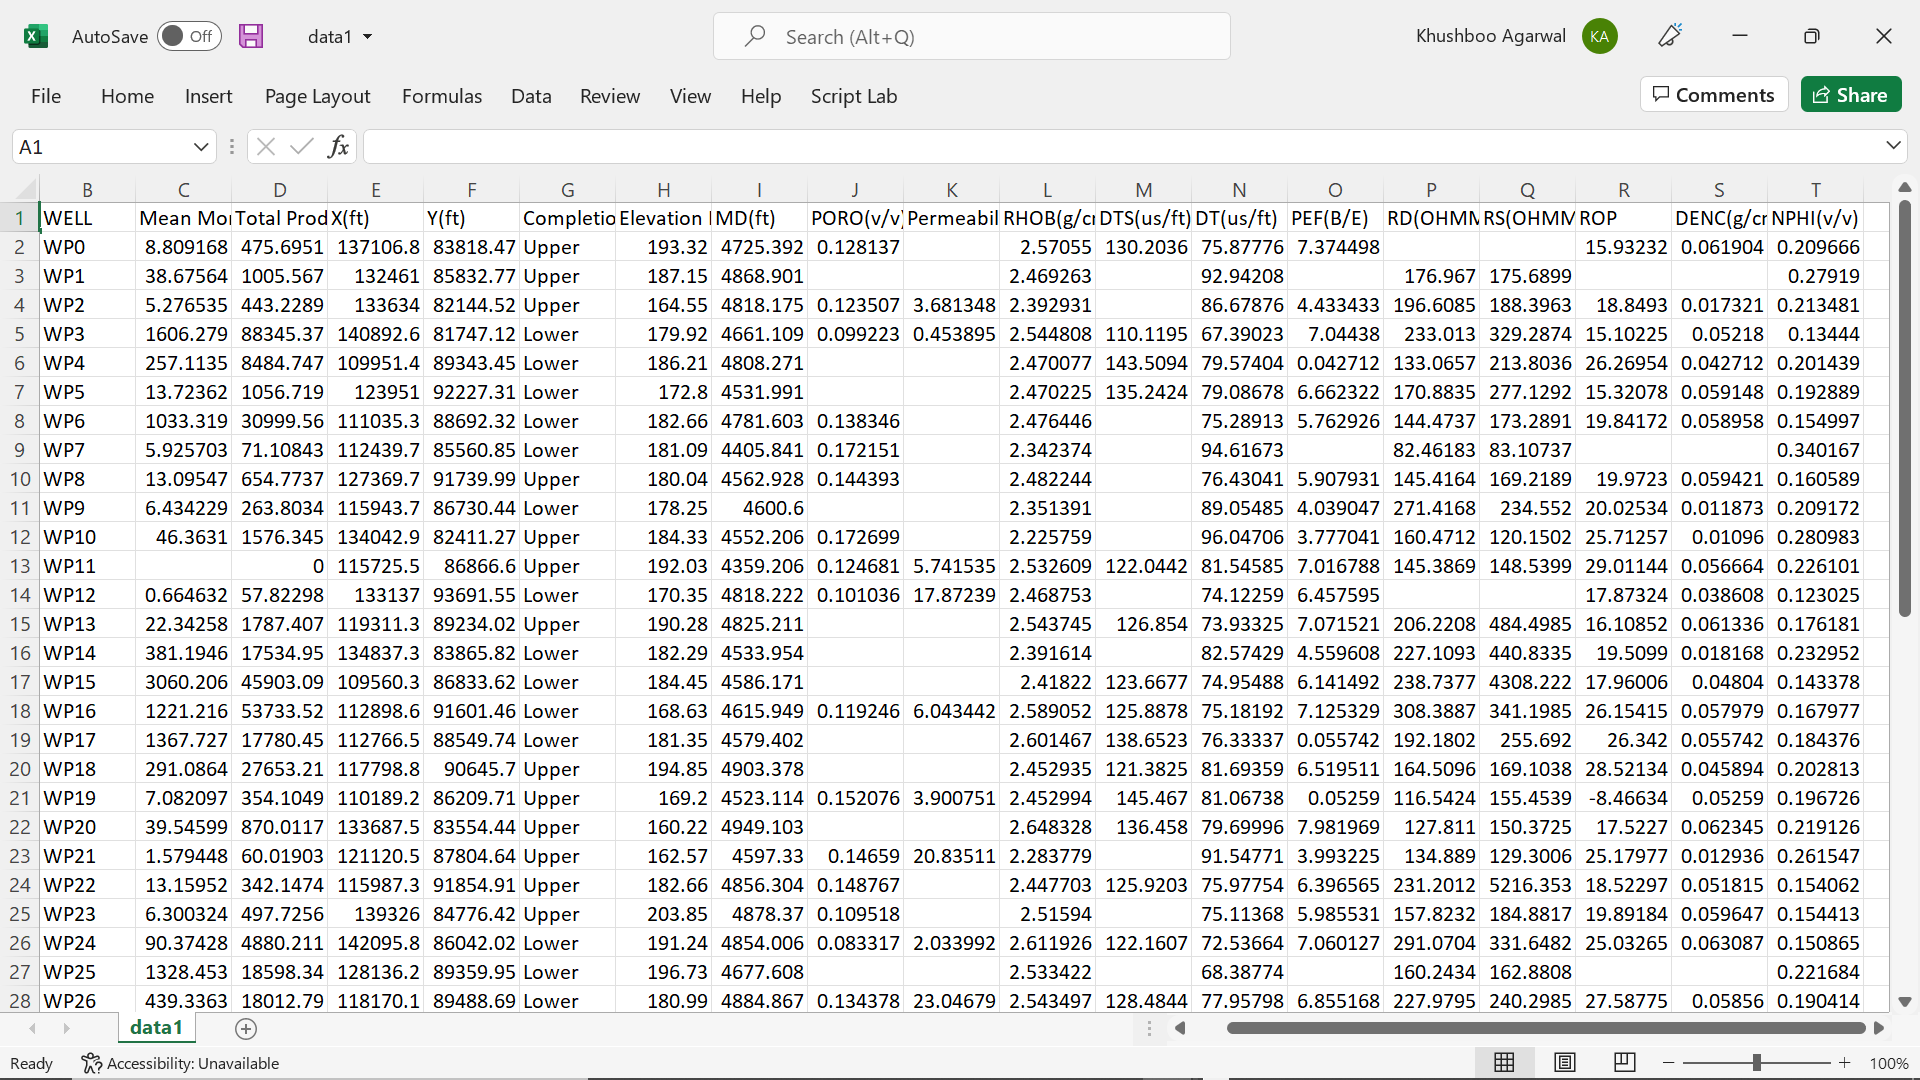 AutoSave Off data1 Search (Alt+Q) Khushboo Agarwal KA
File Home Insert Page Layout Formulas Data Review View Help Script Lab Comments Share
A1 fx
B C D E F G H I J K L M N O P Q R S T
1 WELL Mean Mor Total Prod X(ft) Y(ft) Completio Elevation MD(ft) PORO(v/v) Permeabil RHOB(g/cr DTS(us/ft) DT(us/ft) PEF(B/E) RD(OHMM RS(OHMM ROP DENC(g/cr NPHI(v/v)
2 WP0 8.809168 475.6951 137106.8 83818.47 Upper 193.32 4725.392 0.128137 2.57055 130.2036 75.87776 7.374498 15.93232 0.061904 0.209666
3 WP1 38.67564 1005.567 132461 85832.77 Upper 187.15 4868.901 2.469263 92.94208 176.967 175.6899 0.27919
4 WP2 5.276535 443.2289 133634 82144.52 Upper 164.55 4818.175 0.123507 3.681348 2.392931 86.67876 4.433433 196.6085 188.3963 18.8493 0.017321 0.213481
5 WP3 1606.279 88345.37 140892.6 81747.12 Lower 179.92 4661.109 0.099223 0.453895 2.544808 110.1195 67.39023 7.04438 233.013 329.2874 15.10225 0.05218 0.13444
6 WP4 257.1135 8484.747 109951.4 89343.45 Lower 186.21 4808.271 2.470077 143.5094 79.57404 0.042712 133.0657 213.8036 26.26954 0.042712 0.201439
7 WP5 13.72362 1056.719 123951 92227.31 Lower 172.8 4531.991 2.470225 135.2424 79.08678 6.662322 170.8835 277.1292 15.32078 0.059148 0.192889
8 WP6 1033.319 30999.56 111035.3 88692.32 Lower 182.66 4781.603 0.138346 2.476446 75.28913 5.762926 144.4737 173.2891 19.84172 0.058958 0.154997
9 WP7 5.925703 71.10843 112439.7 85560.85 Lower 181.09 4405.841 0.172151 2.342374 94.61673 82.46183 83.10737 0.340167
10 WP8 13.09547 654.7737 127369.7 91739.99 Upper 180.04 4562.928 0.144393 2.482244 76.43041 5.907931 145.4164 169.2189 19.9723 0.059421 0.160589
11 WP9 6.434229 263.8034 115943.7 86730.44 Lower 178.25 4600.6 2.351391 89.05485 4.039047 271.4168 234.552 20.02534 0.011873 0.209172
12 WP10 46.3631 1576.345 134042.9 82411.27 Upper 184.33 4552.206 0.172699 2.225759 96.04706 3.777041 160.4712 120.1502 25.71257 0.01096 0.280983
13 WP11 0 115725.5 86866.6 Upper 192.03 4359.206 0.124681 5.741535 2.532609 122.0442 81.54585 7.016788 145.3869 148.5399 29.01144 0.056664 0.226101
14 WP12 0.664632 57.82298 133137 93691.55 Lower 170.35 4818.222 0.101036 17.87239 2.468753 74.12259 6.457595 17.87324 0.038608 0.123025
15 WP13 22.34258 1787.407 119311.3 89234.02 Upper 190.28 4825.211 2.543745 126.854 73.93325 7.071521 206.2208 484.4985 16.10852 0.061336 0.176181
16 WP14 381.1946 17534.95 134837.3 83865.82 Lower 182.29 4533.954 2.391614 82.57429 4.559608 227.1093 440.8335 19.5099 0.018168 0.232952
17 WP15 3060.206 45903.09 109560.3 86833.62 Lower 184.45 4586.171 2.41822 123.6677 74.95488 6.141492 238.7377 4308.222 17.96006 0.04804 0.143378
18 WP16 1221.216 53733.52 112898.6 91601.46 Lower 168.63 4615.949 0.119246 6.043442 2.589052 125.8878 75.18192 7.125329 308.3887 341.1985 26.15415 0.057979 0.167977
19 WP17 1367.727 17780.45 112766.5 88549.74 Lower 181.35 4579.402 2.601467 138.6523 76.33337 0.055742 192.1802 255.692 26.342 0.055742 0.184376
20 WP18 291.0864 27653.21 117798.8 90645.7 Upper 194.85 4903.378 2.452935 121.3825 81.69359 6.519511 164.5096 169.1038 28.52134 0.045894 0.202813
21 WP19 7.082097 354.1049 110189.2 86209.71 Upper 169.2 4523.114 0.152076 3.900751 2.452994 145.467 81.06738 0.05259 116.5424 155.4539 -8.46634 0.05259 0.196726
22 WP20 39.54599 870.0117 133687.5 83554.44 Upper 160.22 4949.103 2.648328 136.458 79.69996 7.981969 127.811 150.3725 17.5227 0.062345 0.219126
23 WP21 1.579448 60.01903 121120.5 87804.64 Upper 162.57 4597.33 0.14659 20.83511 2.283779 91.54771 3.993225 134.889 129.3006 25.17977 0.012936 0.261547
24 WP22 13.15952 342.1474 115987.3 91854.91 Upper 182.66 4856.304 0.148767 2.447703 125.9203 75.97754 6.396565 231.2012 5216.353 18.52297 0.051815 0.154062
25 WP23 6.300324 497.7256 139326 84776.42 Upper 203.85 4878.37 0.109518 2.51594 75.11368 5.985531 157.8232 184.8817 19.89184 0.059647 0.154413
26 WP24 90.37428 4880.211 142095.8 86042.02 Lower 191.24 4854.006 0.083317 2.033992 2.611926 122.1607 72.53664 7.060127 291.0704 331.6482 25.03265 0.063087 0.150865
27 WP25 1328.453 18598.34 128136.2 89359.95 Lower 196.73 4677.608 2.533422 68.38774 160.2434 162.8808 0.221684
28 WP26 439.3363 18012.79 118170.1 89488.69 Lower 180.99 4884.867 0.134378 23.04679 2.543497 128.4844 77.95798 6.855168 227.9795 240.2985 27.58775 0.05856 0.190414
data1
Ready Accessibility: Unavailable 100%